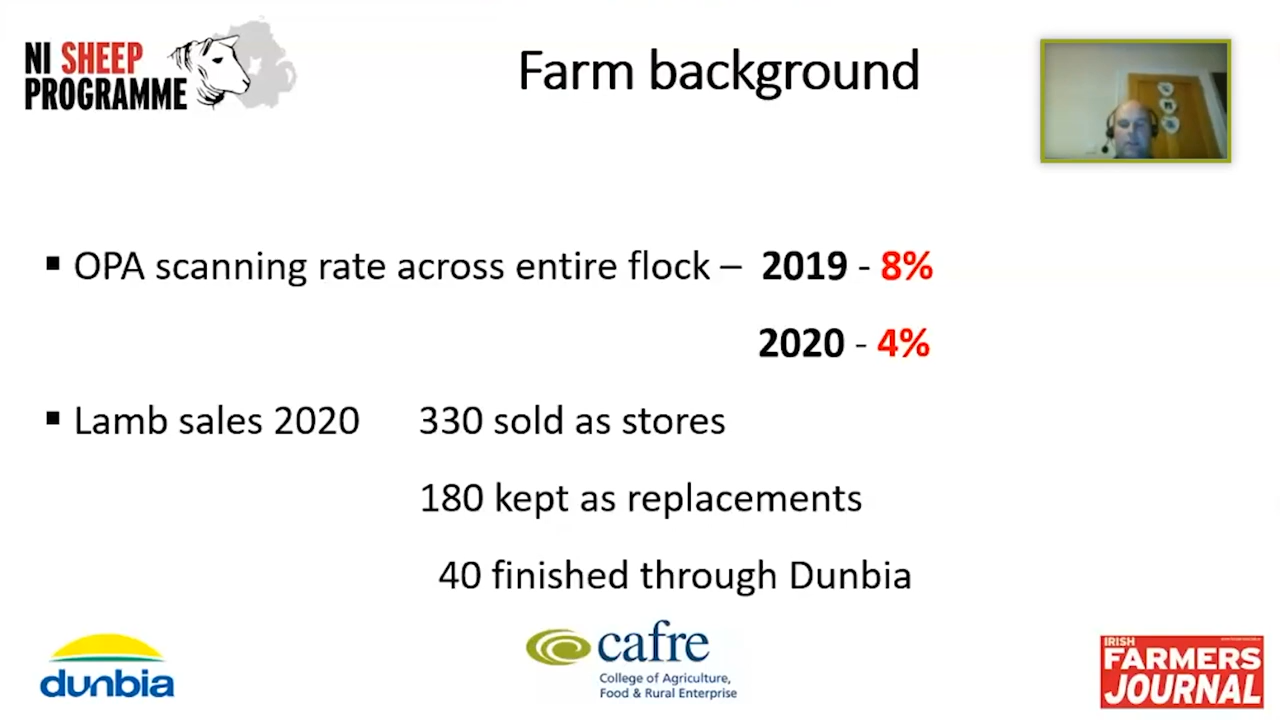 NI SHEEP
PROGRAMME
Farm background
▪ OPA scanning rate across entire flock – 2019 - 8%
2020 - 4%
▪ Lamb sales 2020 330 sold as stores
180 kept as replacements
40 finished through Dunbia
dunbia
cafre
College of Agriculture,
Food & Rural Enterprise
IRISH
FARMERS
JOURNAL